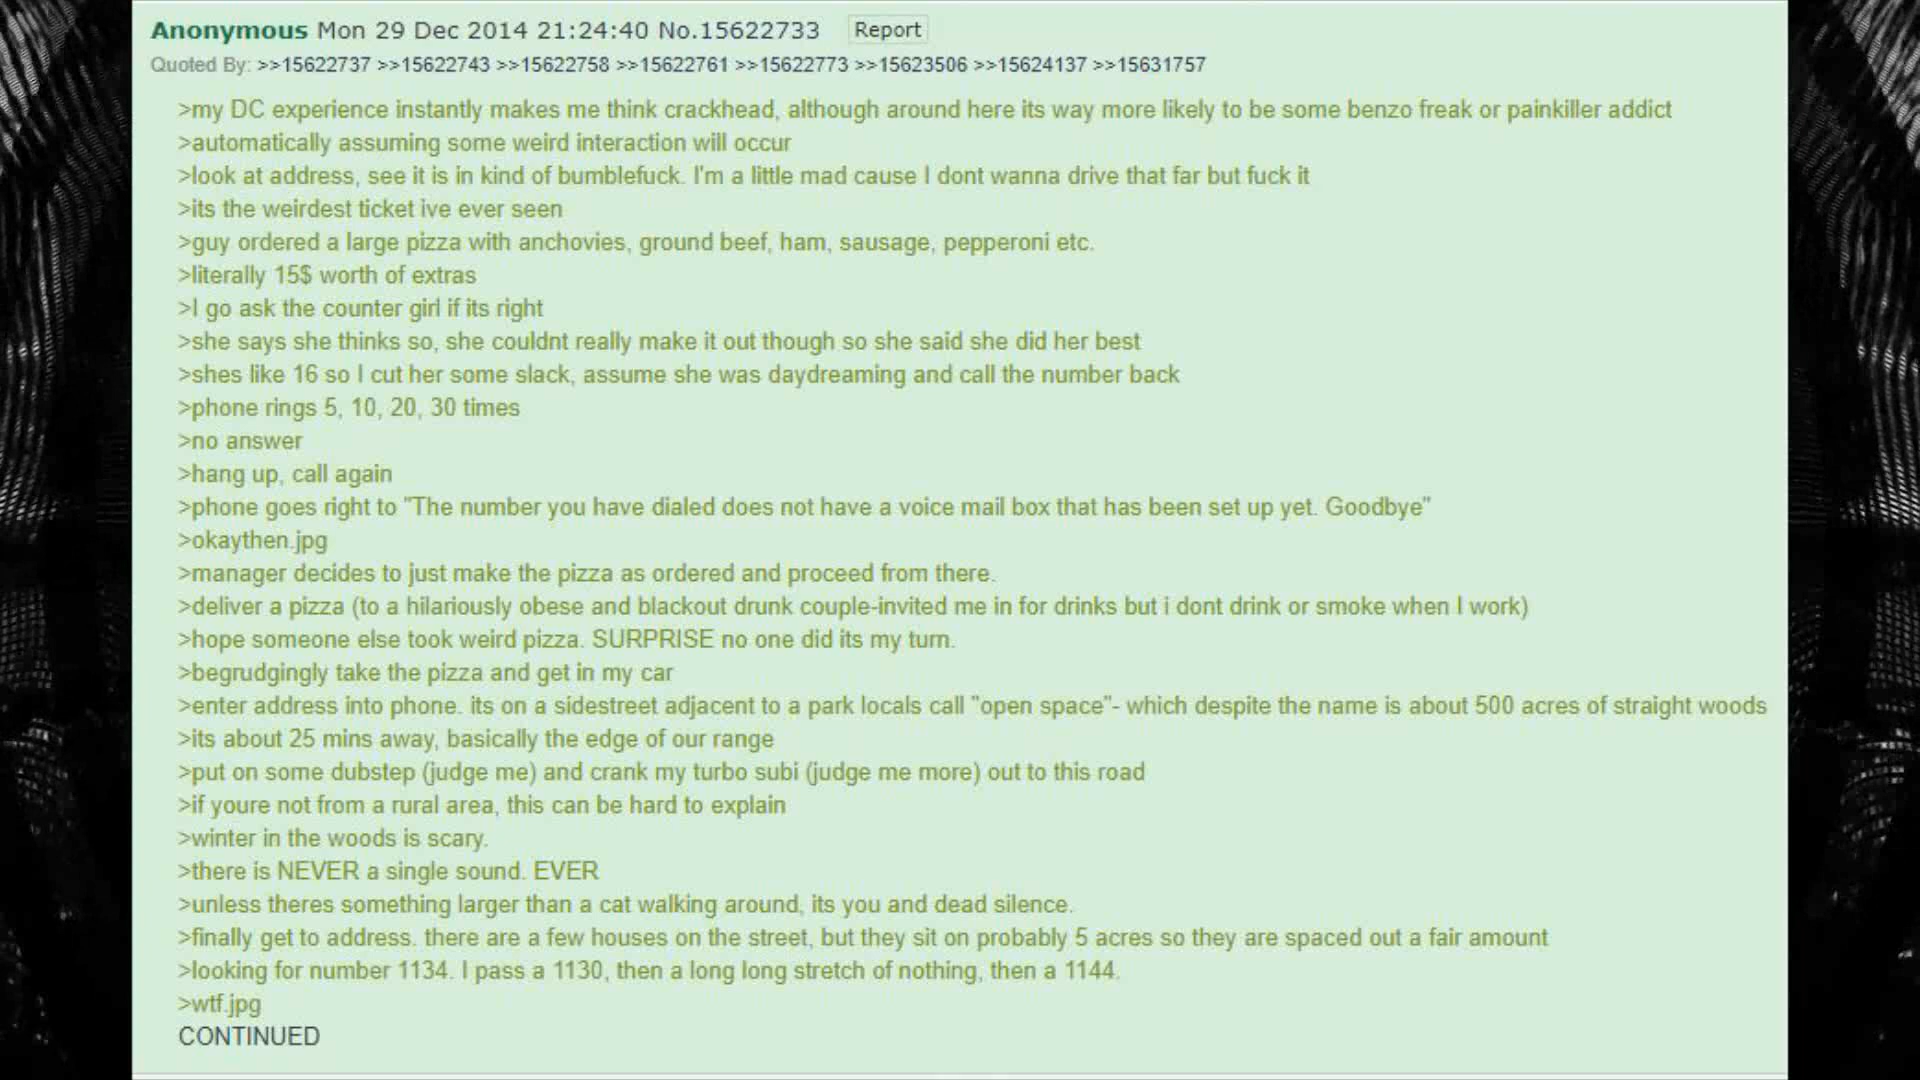 Anonymous Mon 29 Dec 2014 21:24:40 No.15622733 Report
Quoted By: >>15622737 >>15622743 >>15622758 >>15622761 >>15622773 >>15623506 >>15624137 >>15631757
>my DC experience instantly makes me think crackhead, although around here its way more likely to be some benzo freak or painkiller addict
>automatically assuming some weird interaction will occur
>look at address, see it is in kind of bumblefuck. I'm a little mad cause I dont wanna drive that far but fuck it
>its the weirdest ticket ive ever seen
>guy ordered a large pizza with anchovies, ground beef, ham, sausage, pepperoni etc.
>literally 15$ worth of extras
>I go ask the counter girl if its right
>she says she thinks so, she couldnt really make it out though so she said she did her best
>shes like 16 so I cut her some slack, assume she was daydreaming and call the number back
>phone rings 5, 10, 20, 30 times
>no answer
>hang up, call again
>phone goes right to "The number you have dialed does not have a voice mail box that has been set up yet. Goodbye"
>okaythen.jpg
>manager decides to just make the pizza as ordered and proceed from there.
>deliver a pizza (to a hilariously obese and blackout drunk couple-invited me in for drinks but i dont drink or smoke when I work)
>hope someone else took weird pizza. SURPRISE no one did its my turn.
>begrudgingly take the pizza and get in my car
>enter address into phone. its on a sidestreet adjacent to a park locals call "open space"- which despite the name is about 500 acres of straight woods
>its about 25 mins away, basically the edge of our range
>put on some dubstep (judge me) and crank my turbo subi (judge me more) out to this road
>if youre not from a rural area, this can be hard to explain
>winter in the woods is scary.
>there is NEVER a single sound. EVER
>unless theres something larger than a cat walking around, its you and dead silence.
>finally get to address. there are a few houses on the street, but they sit on probably 5 acres so they are spaced out a fair amount
>looking for number 1134. I pass a 1130, then a long long stretch of nothing, then a 1144.
>wtf.jpg
CONTINUED